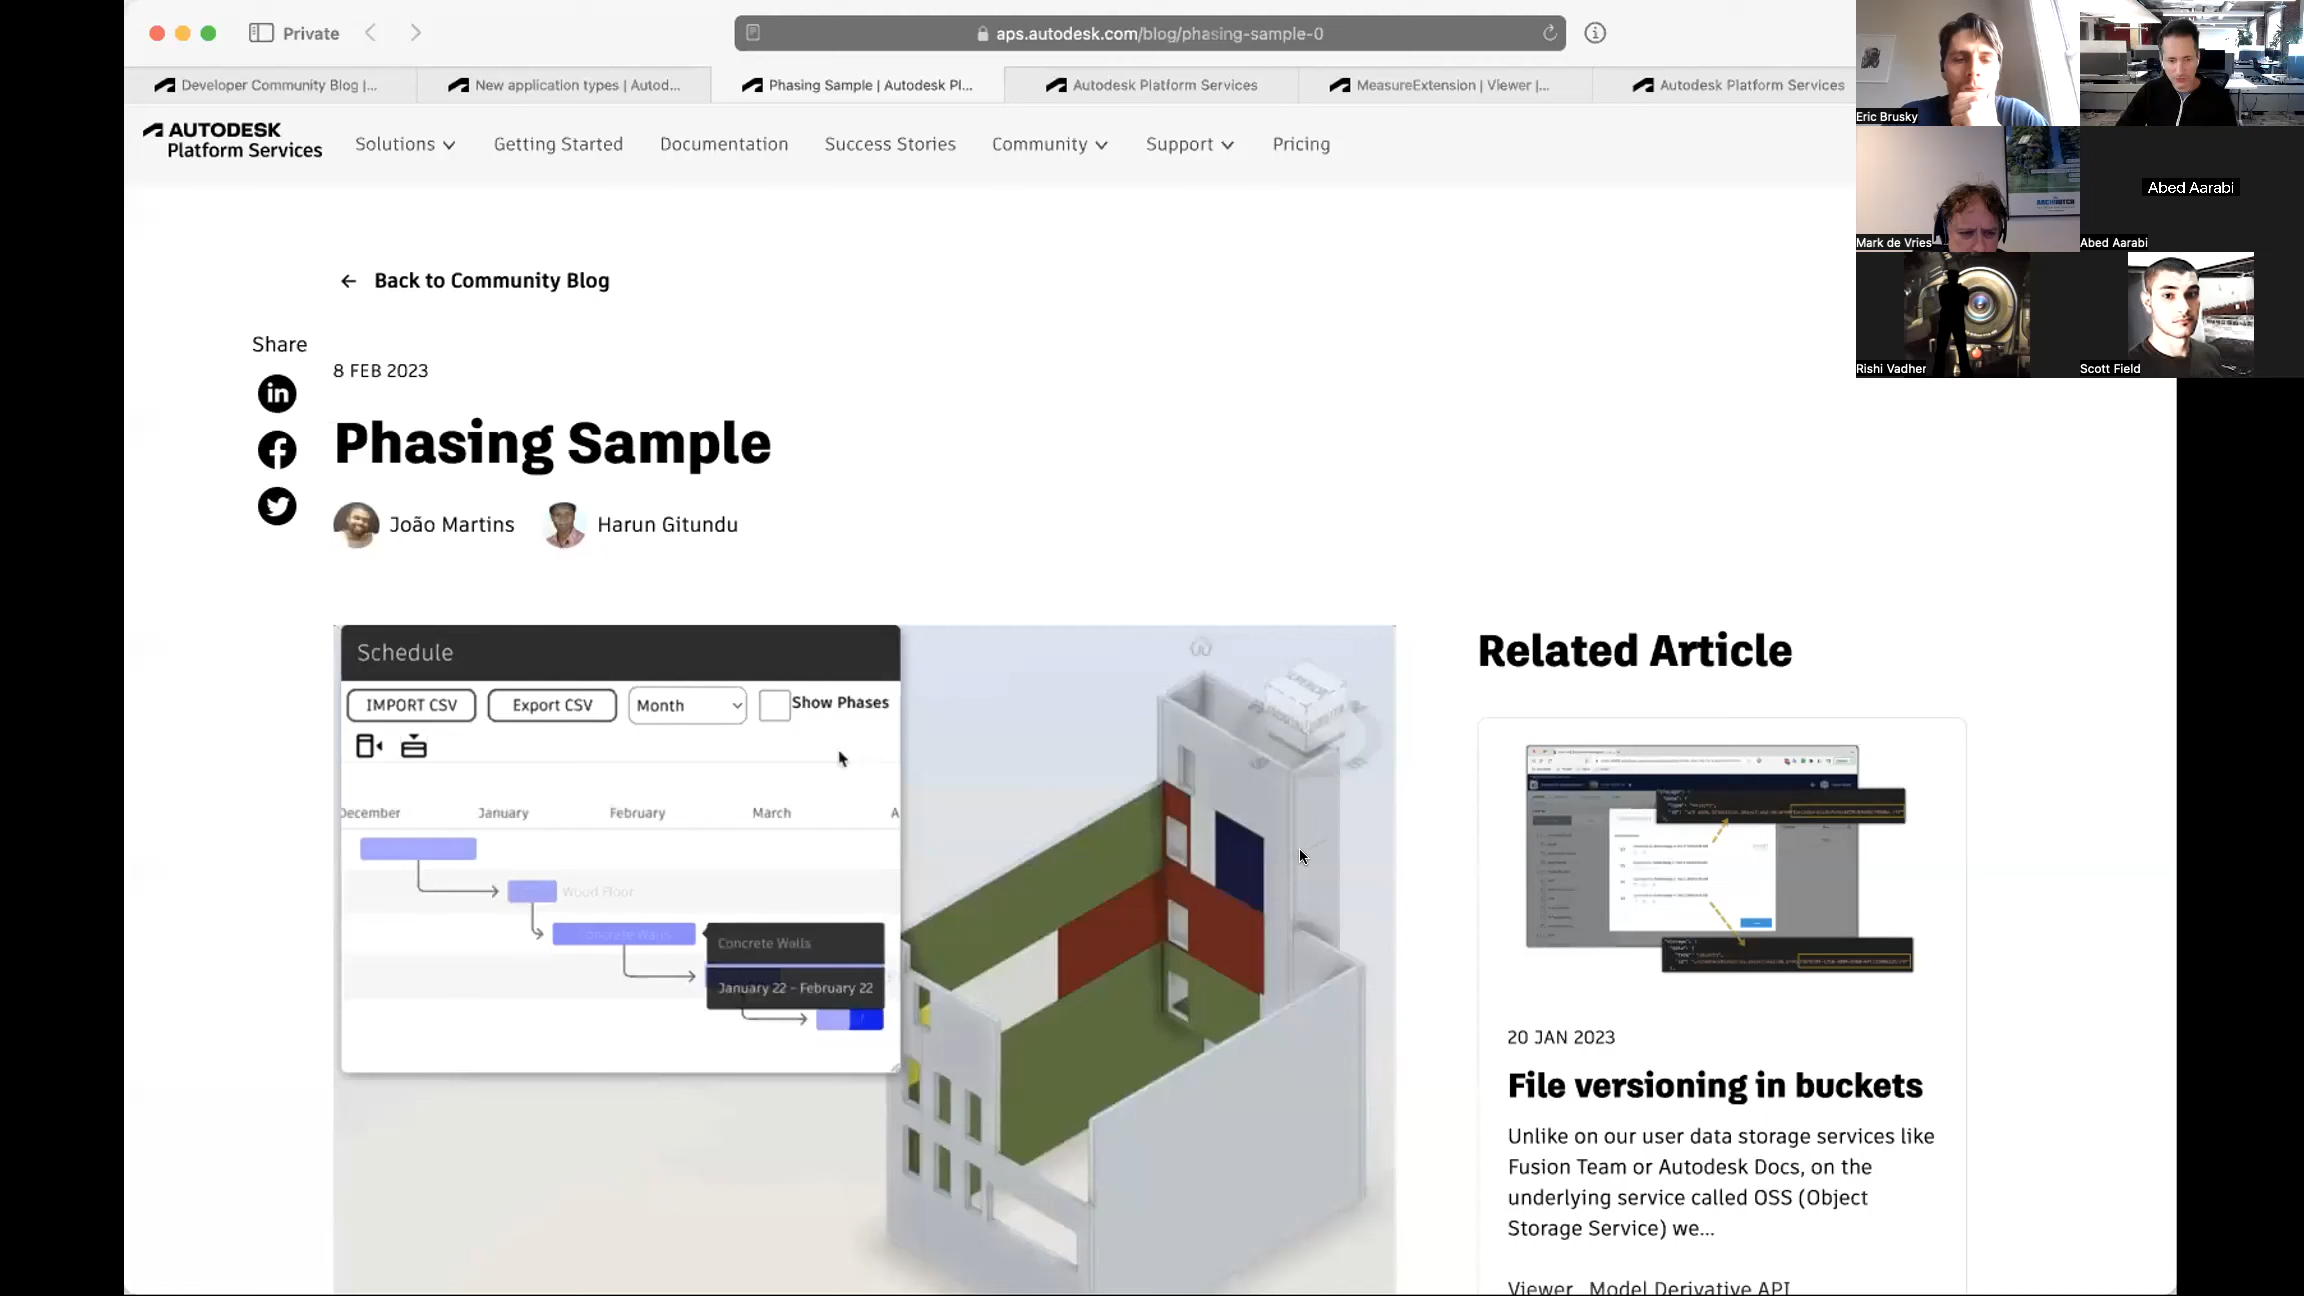 Private
aps.autodesk.com/blog/phasing-sample-0
Developer Community Blog |...
New application types | Autod...
Phasing Sample | Autodesk Pl...
Autodesk Platform Services
MeasureExtension | Viewer |...
Autodesk Platform Services
AUTODESK
Platform Services
Solutions
Getting Started
Documentation
Success Stories
Community
Support
Pricing
Eric Brusky
ARCHIDUTCH
Mark de Vries
Abed Aarabi
Abed Aarabi
Rishi Vadher
Scott Field
← Back to Community Blog
Share
8 FEB 2023
Phasing Sample
João Martins
Harun Gitundu
Schedule
IMPORT CSV
Export CSV
Month
Show Phases
December
January
February
March
A
Wood Floor
Concrete Walls
Concrete Walls
January 22 - February 22
Related Article
20 JAN 2023
File versioning in buckets
Unlike on our user data storage services like
Fusion Team or Autodesk Docs, on the
underlying service called OSS (Object
Storage Service) we...
Viewer
Model Derivative API